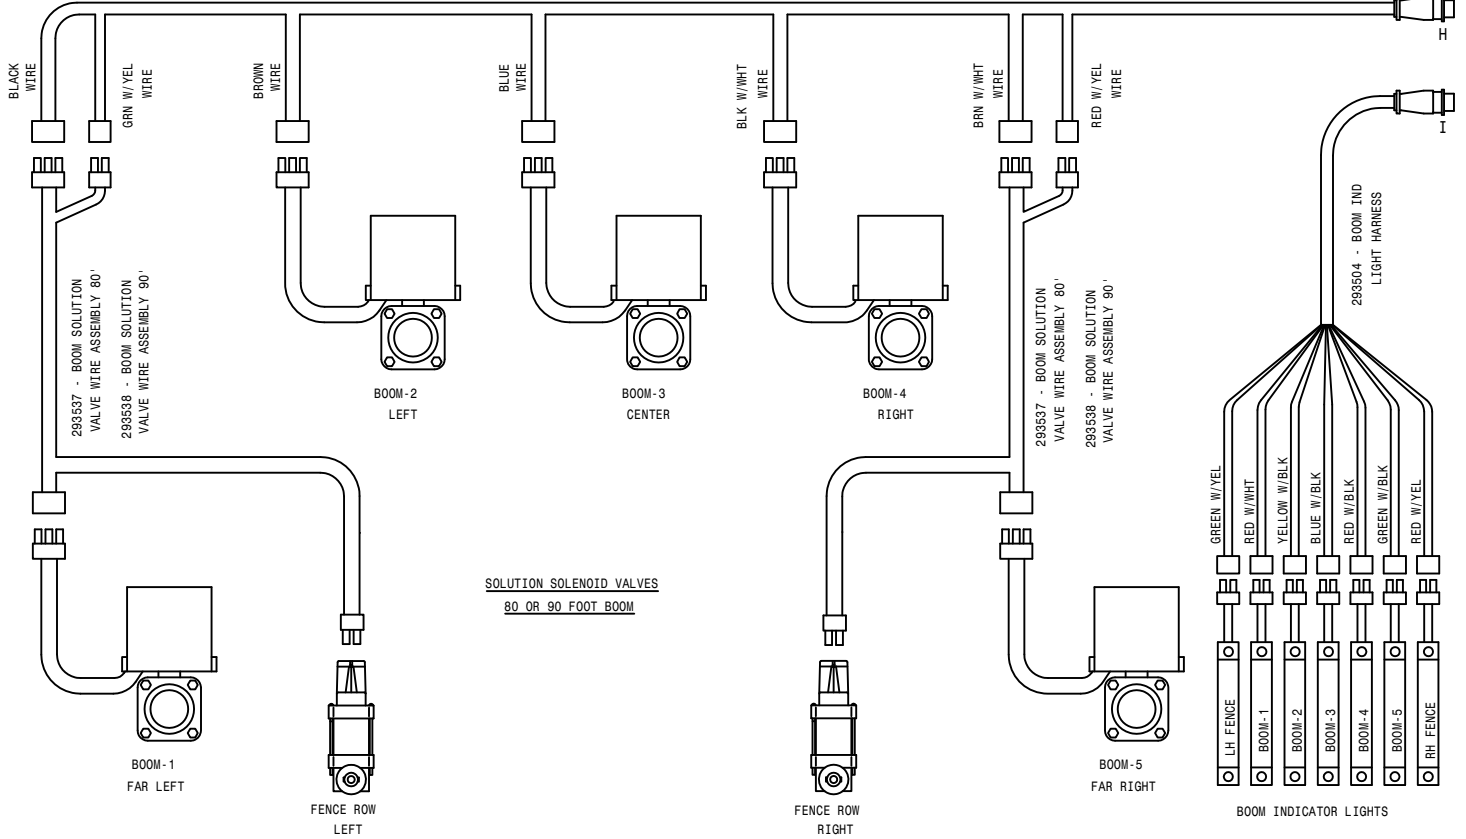 H
BLACK
WIRE
GRN W/YEL
WIRE
BROWN
WIRE
BLUE
WIRE
BLK W/WHT
WIRE
BRN W/WHT
WIRE
RED W/YEL
WIRE
I
293504 - BOOM IND
LIGHT HARNESS
293537 - BOOM SOLUTION
VALVE WIRE ASSEMBLY 80'
293538 - BOOM SOLUTION
VALVE WIRE ASSEMBLY 90'
BOOM-2
LEFT
BOOM-3
CENTER
BOOM-4
RIGHT
293537 - BOOM SOLUTION
VALVE WIRE ASSEMBLY 80'
293538 - BOOM SOLUTION
VALVE WIRE ASSEMBLY 90'
GREEN W/YEL
RED W/WHT
YELLOW W/BLK
BLUE W/BLK
RED W/BLK
GREEN W/BLK
RED W/YEL
SOLUTION SOLENOID VALVES
80 OR 90 FOOT BOOM
LH FENCE
BOOM-1
BOOM-2
BOOM-3
BOOM-4
BOOM-5
RH FENCE
BOOM-1
FAR LEFT
FENCE ROW
LEFT
FENCE ROW
RIGHT
BOOM-5
FAR RIGHT
BOOM INDICATOR LIGHTS